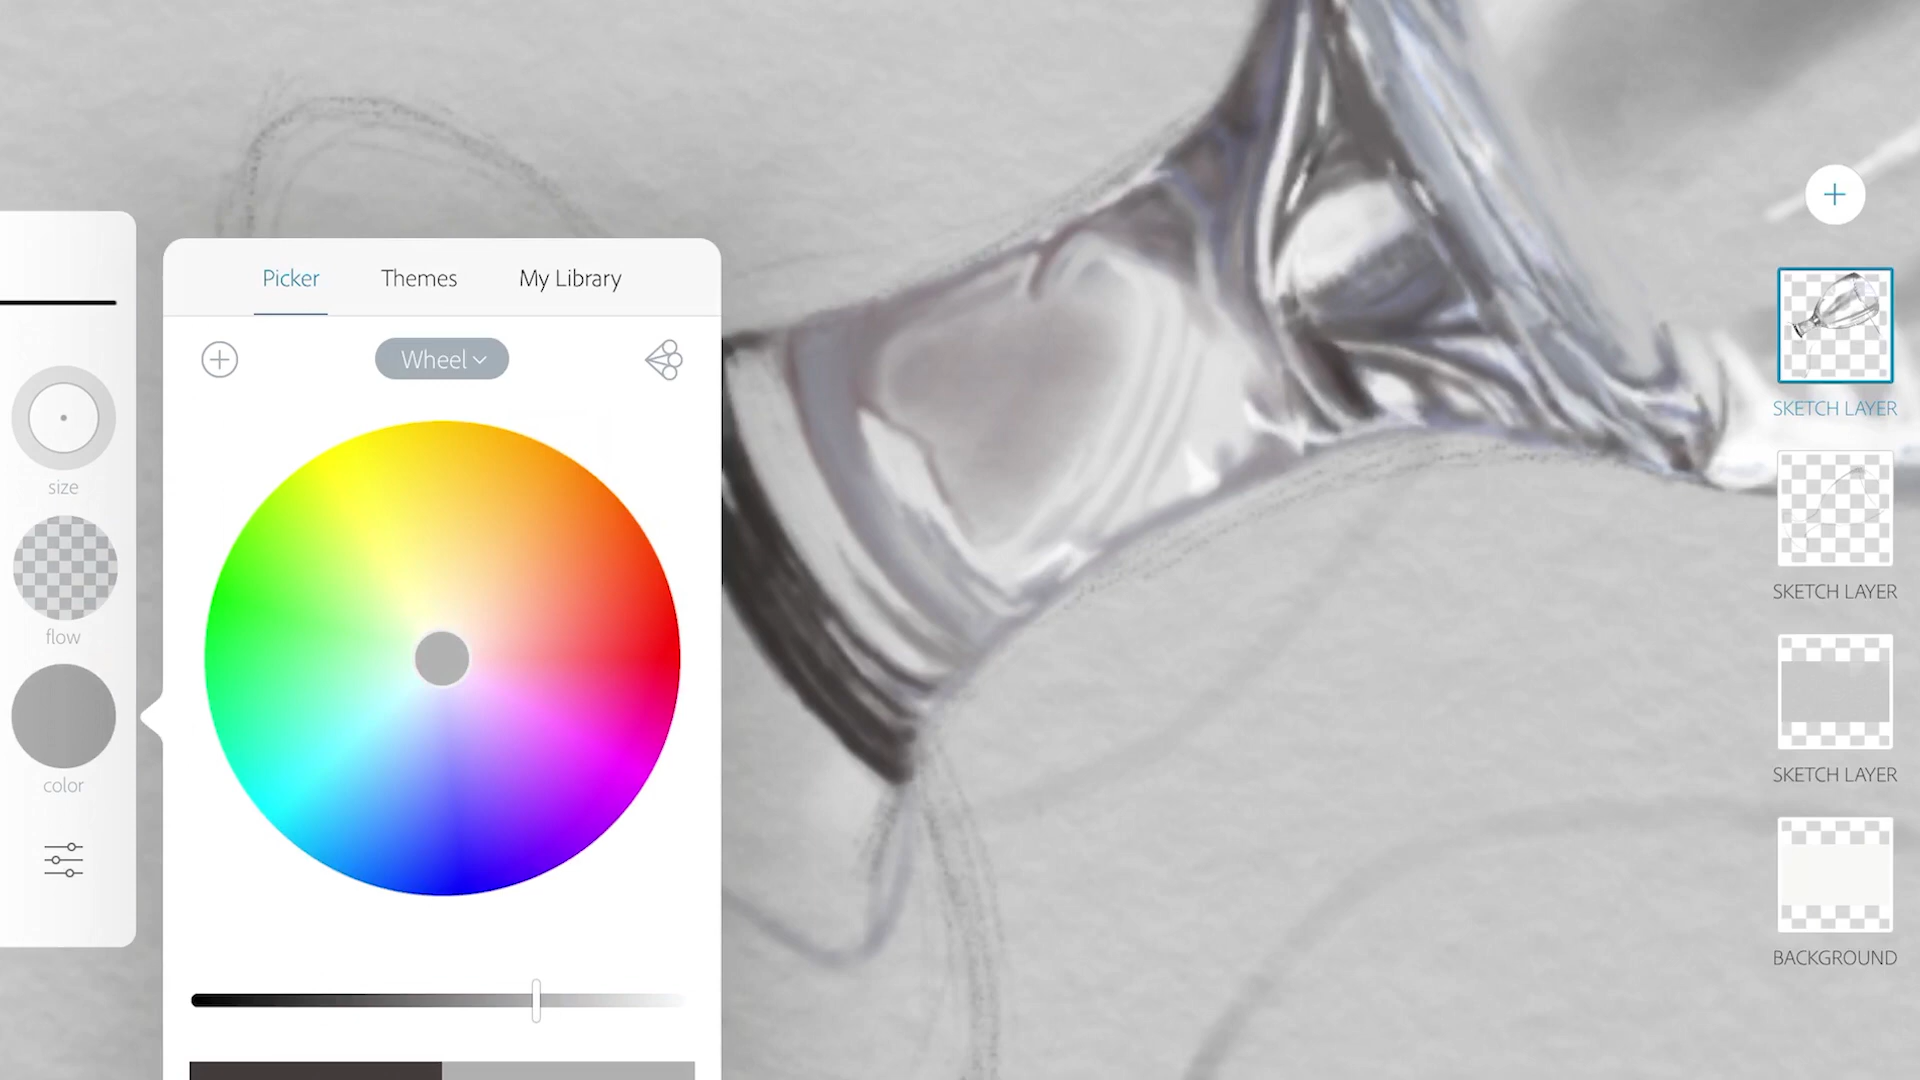 Picker Themes My Library
Wheel
size
flow
color
SKETCH LAYER
SKETCH LAYER
SKETCH LAYER
BACKGROUND